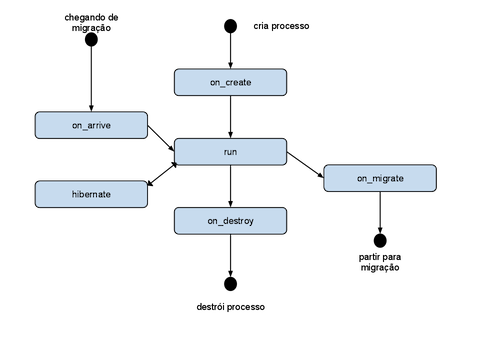 chegando de
migração
cria processo
on_create
on_arrive
run
on_migrate
hibernate
on_destroy
partir para
migração
destrói processo